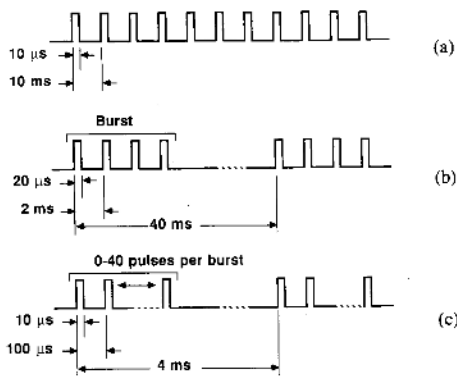 (a)
10 µs
10 ms
Burst
(b)
20 µs
2 ms
40 ms
0-40 pulses per burst
(c)
10 µs
100 µs
4 ms